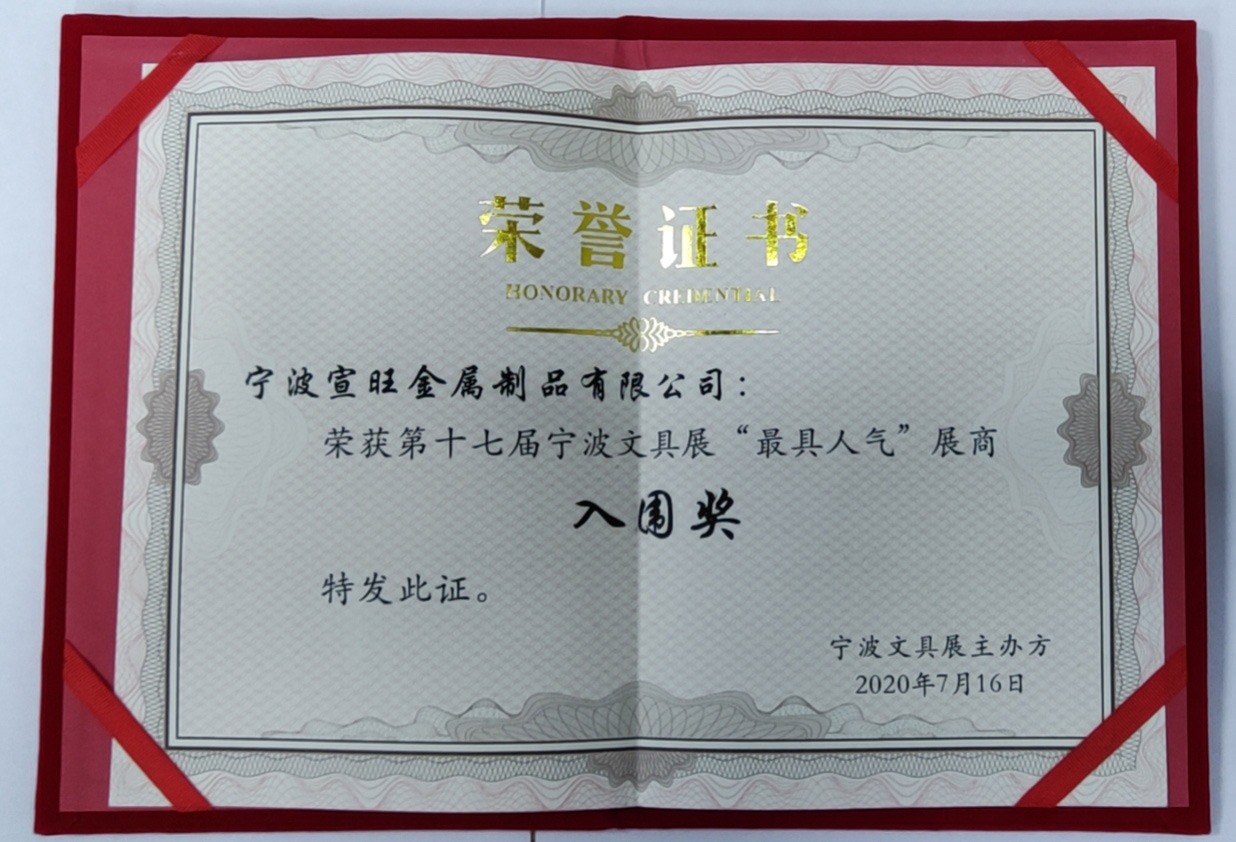 荣誉证书
HONORARY CREDENTIAL
宁波宣旺金属制品有限公司：
荣获第十七届宁波文具展“最具人气”展商
入围奖
特发此证。
宁波文具展主办方
2020年7月16日